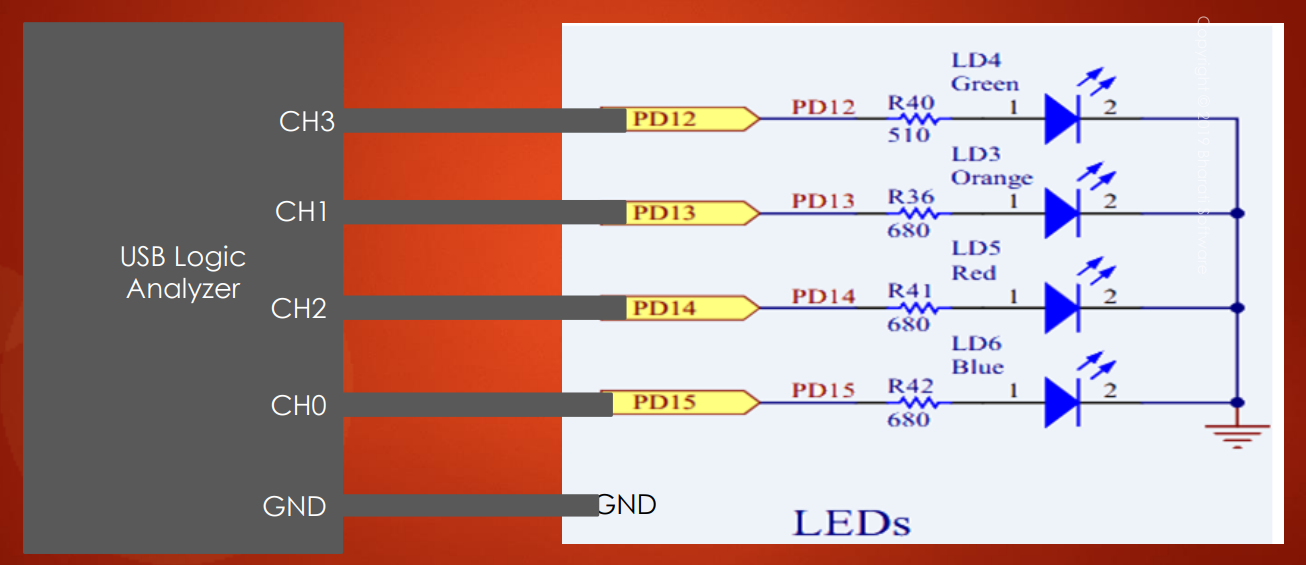 USB Logic
Analyzer
CH3
CH1
CH2
CH0
GND
PD12
PD13
PD14
PD15
GND
PD12
R40
510
LD4
Green
1
2
PD13
R36
680
LD3
Orange
1
2
PD14
R41
680
LD5
Red
1
2
PD15
R42
680
LD6
Blue
1
2
LEDs